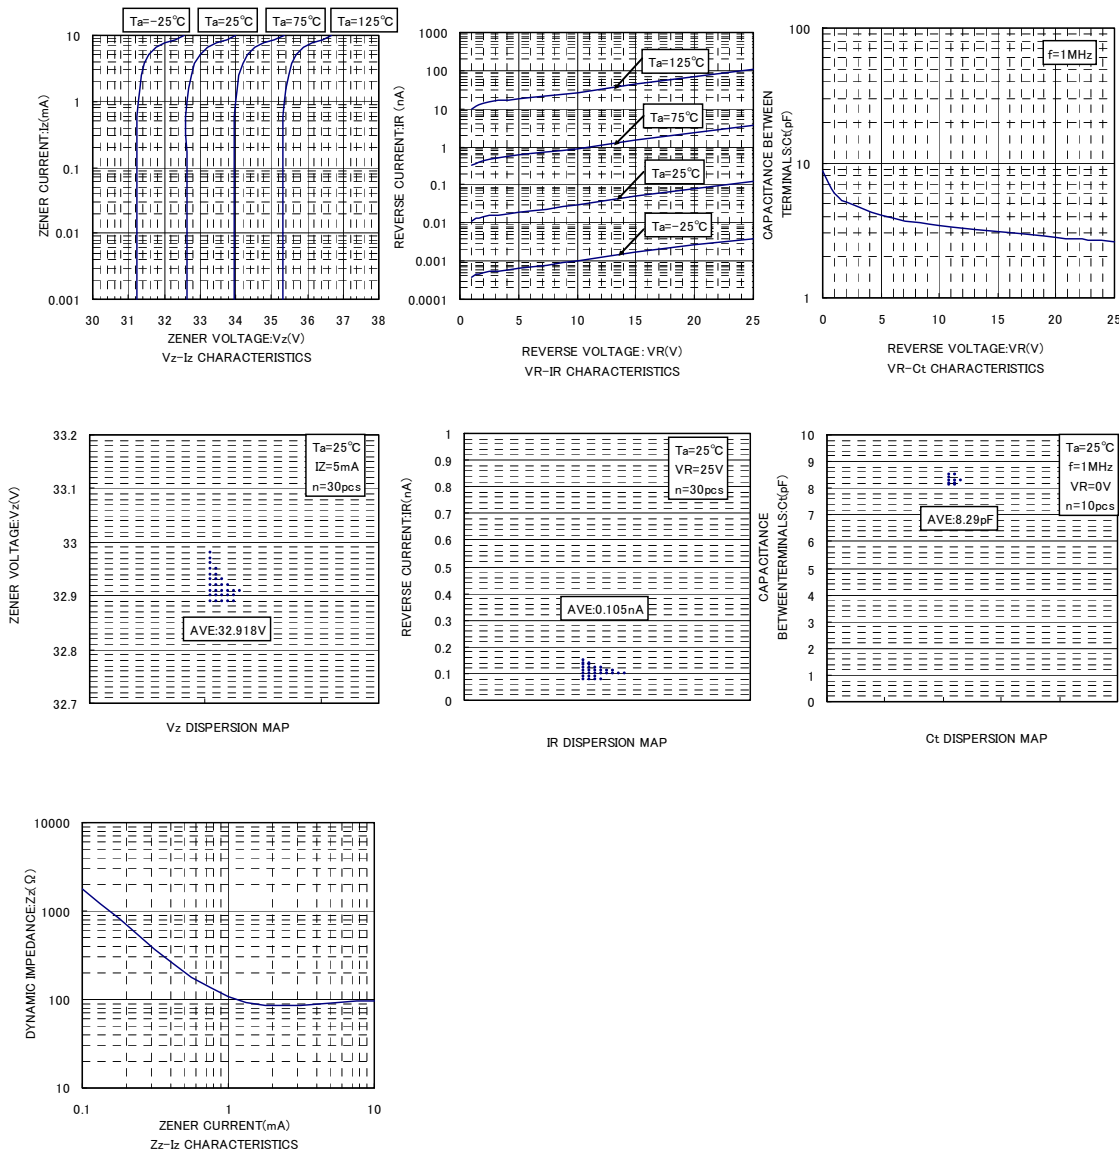 Ta=-25℃
Ta=25℃
Ta=75℃
Ta=125℃
ZENER CURRENT:Iz(mA)
10
1
0.1
0.01
0.001
30 31 32 33 34 35 36 37 38
ZENER VOLTAGE:Vz(V)
Vz-Iz CHARACTERISTICS
REVERSE CURRENT:IR (nA)
1000
100
10
1
0.1
0.01
0.001
0.0001
Ta=125℃
Ta=75℃
Ta=25℃
Ta=-25℃
0 5 10 15 20 25
REVERSE VOLTAGE:VR(V)
VR-IR CHARACTERISTICS
CAPACITANCE BETWEEN
TERMINALS:Ct(pF)
100
10
1
f=1MHz
0 5 10 15 20 25
REVERSE VOLTAGE:VR(V)
VR-Ct CHARACTERISTICS
ZENER VOLTAGE:Vz(V)
33.2
33.1
33
32.9
32.8
32.7
Ta=25℃
IZ=5mA
n=30pcs
AVE:32.918V
Vz DISPERSION MAP
REVERSE CURRENT:IR(nA)
1
0.9
0.8
0.7
0.6
0.5
0.4
0.3
0.2
0.1
0
Ta=25℃
VR=25V
n=30pcs
AVE:0.105nA
IR DISPERSION MAP
CAPACITANCE
BETWEENTERMINALS:Ct(pF)
10
9
8
7
6
5
4
3
2
1
0
Ta=25℃
f=1MHz
VR=0V
n=10pcs
AVE:8.29pF
Ct DISPERSION MAP
DYNAMIC IMPEDANCE:Zz(Ω)
10000
1000
100
10
0.1 1 10
ZENER CURRENT(mA)
Zz-Iz CHARACTERISTICS